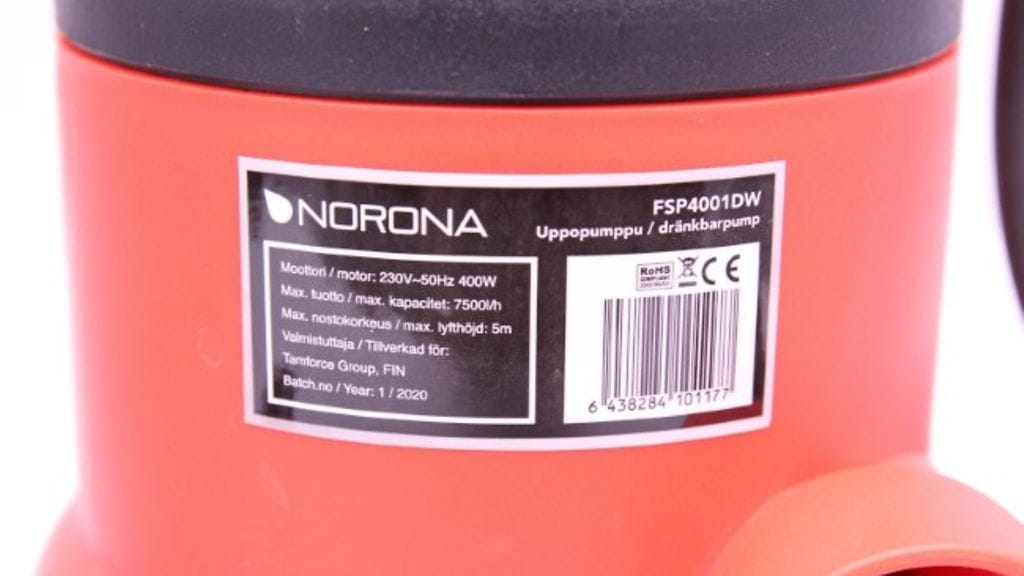 NORONA
FSP4001DW
Uppopumppu / dränkbarpump
Moottori / motor: 230V~50Hz 400W
Max. tuotto / max. kapacitet: 7500l/h
Max. nostokorkeus / max. lyfthöjd: 5m
Valmistuttaja / Tillverkad för:
Tamforce Group, FIN
Batch.no / Year: 1 / 2020
RoHS
COMPLIANT
CE
6 438284 101177